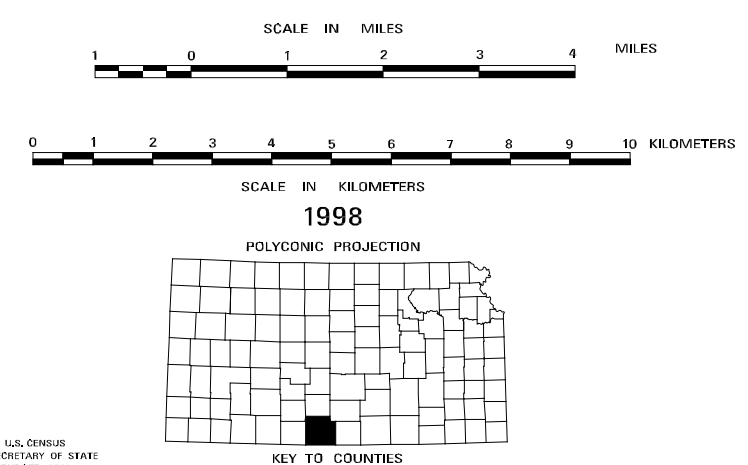 SCALE IN MILES
1 0 1 2 3 4 MILES
0 1 2 3 4 5 6 7 8 9 10 KILOMETERS
SCALE IN KILOMETERS
1998
POLYCONIC PROJECTION
U.S. CENSUS
CRETARY OF STATE
KEY TO COUNTIES